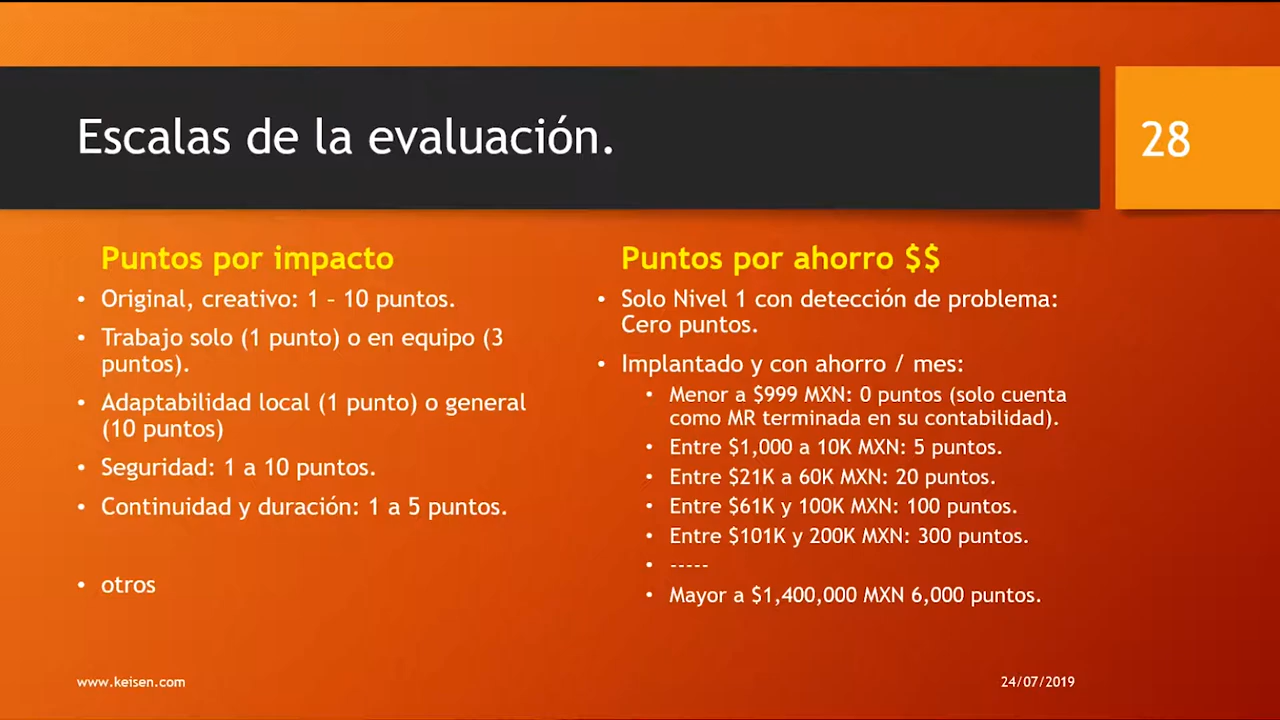 Escalas de la evaluación.
28
Puntos por impacto
• Original, creativo: 1 – 10 puntos.
• Trabajo solo (1 punto) o en equipo (3
puntos).
• Adaptabilidad local (1 punto) o general
(10 puntos)
• Seguridad: 1 a 10 puntos.
• Continuidad y duración: 1 a 5 puntos.
• otros
Puntos por ahorro $$
• Solo Nivel 1 con detección de problema:
Cero puntos.
• Implantado y con ahorro / mes:
• Menor a $999 MXN: 0 puntos (solo cuenta
como MR terminada en su contabilidad).
• Entre $1,000 a 10K MXN: 5 puntos.
• Entre $21K a 60K MXN: 20 puntos.
• Entre $61K y 100K MXN: 100 puntos.
• Entre $101K y 200K MXN: 300 puntos.
• -----
• Mayor a $1,400,000 MXN 6,000 puntos.
www.keisen.com
24/07/2019